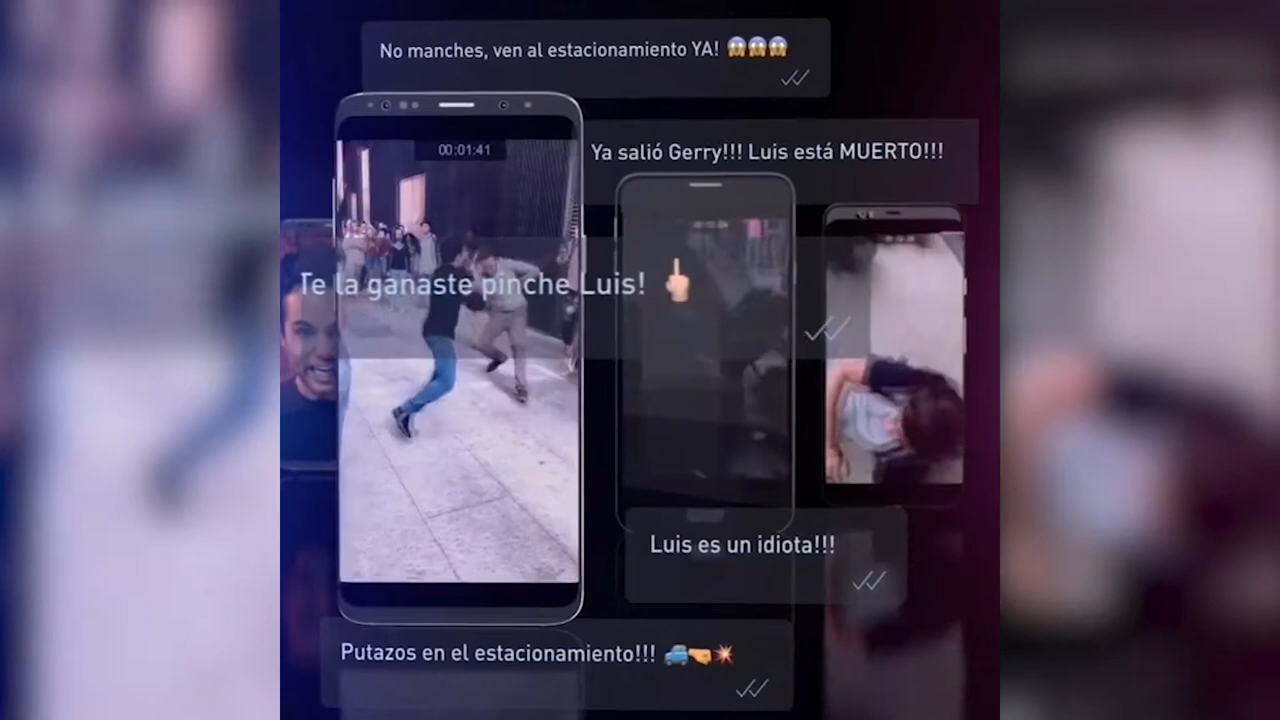 No manches, ven al estacionamiento YA! 😱😱😱
00:01:41
Ya salió Gerry!!! Luis está MUERTO!!!
Te la ganaste pinche Luis! 🖕🏻
Luis es un idiota!!!
Putazos en el estacionamiento!!! 🚙🤜💥